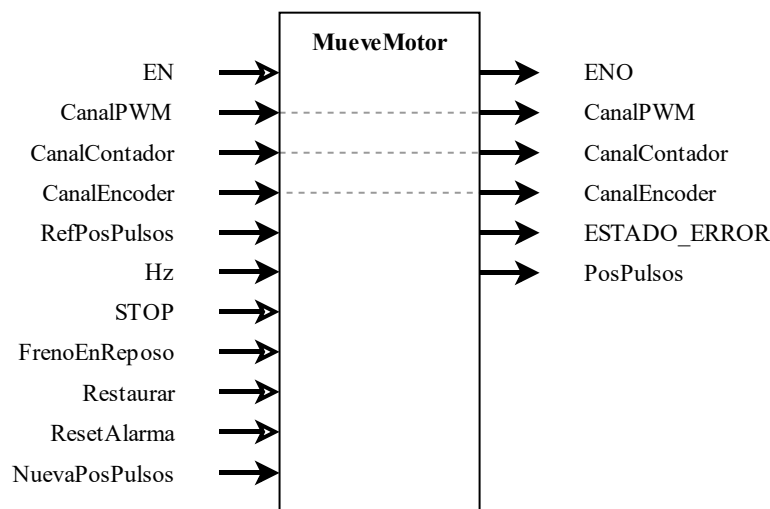 MueveMotor
EN
ENO
CanalPWM
CanalPWM
CanalContador
CanalContador
CanalEncoder
CanalEncoder
RefPosPulsos
ESTADO_ERROR
Hz
PosPulsos
STOP
FrenoEnReposo
Restaurar
ResetAlarma
NuevaPosPulsos